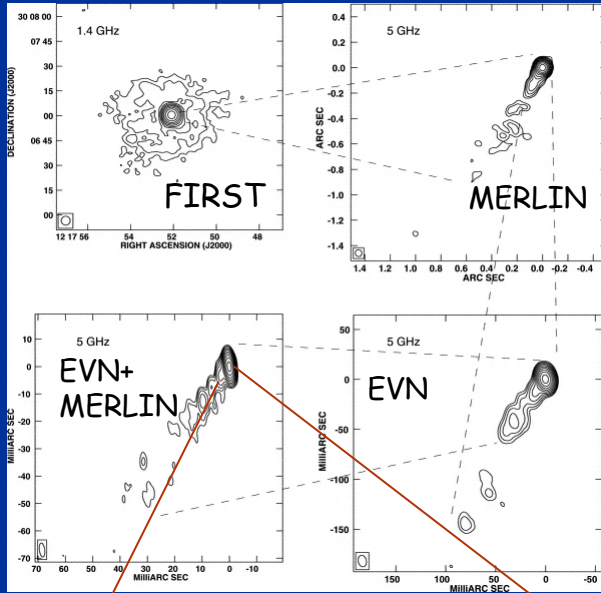 30 08 00
1.4 GHz
07 45
30
15
00
06 45
30
15
00
DECLINATION (J2000)
FIRST
12 17 56 54 52 50 48
RIGHT ASCENSION (J2000)
5 GHz
0.4
0.2
0.0
-0.2
-0.4
-0.6
-0.8
-1.0
-1.2
-1.4
ARC SEC
MERLIN
1.4 1.2 1.0 0.8 0.6 0.4 0.2 0.0 -0.2 -0.4
ARC SEC
5 GHz
10
0
-10
-20
-30
-40
-50
-60
-70
MilliARC SEC
EVN+
MERLIN
70 60 50 40 30 20 10 0 -10
MilliARC SEC
5 GHz
50
0
-50
-100
-150
MilliARC SEC
EVN
150 100 50 0 -50
MilliARC SEC